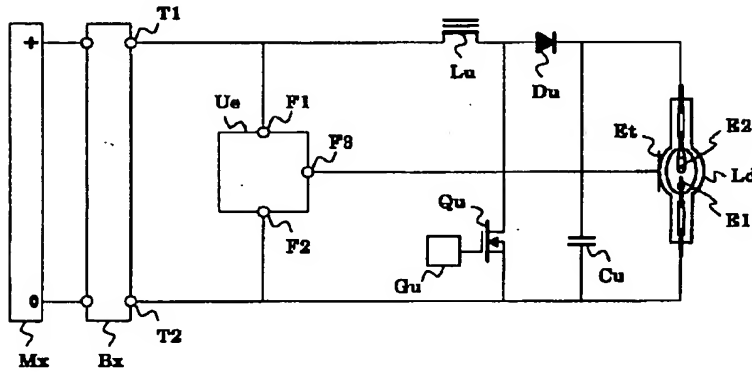 T1
+
Lu
Du
Ue
F1
F3
Et
E2
Ld
E1
Qu
F2
Gu
Cu
0
T2
Mx
Bx